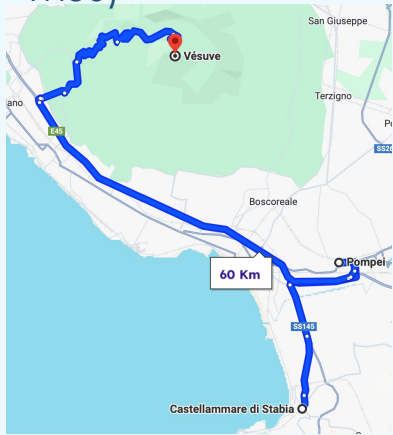 San Giuseppe
Vésuve
Terzigno
E45
Boscoreale
Pompei
60 Km
SS145
Castellammare di Stabia